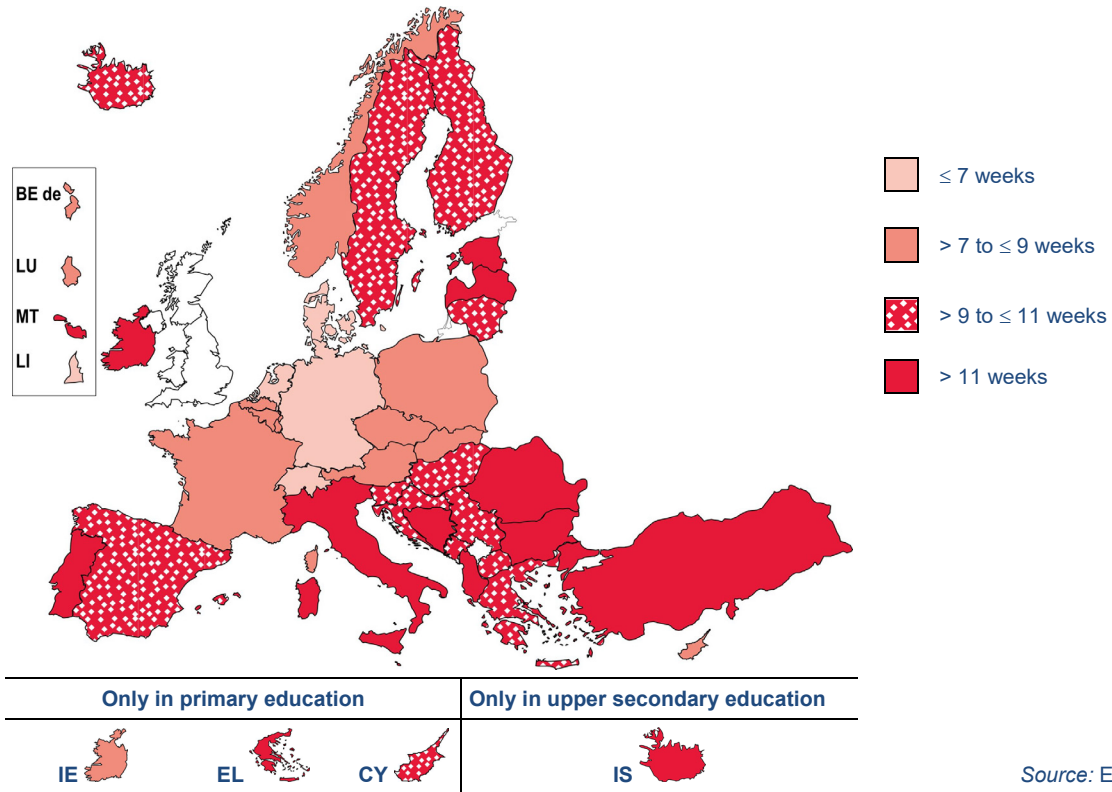 BE de
LU
MT
LI
≤ 7 weeks
> 7 to ≤ 9 weeks
> 9 to ≤ 11 weeks
> 11 weeks
Only in primary education
Only in upper secondary education
IE
EL
CY
IS
Source: E